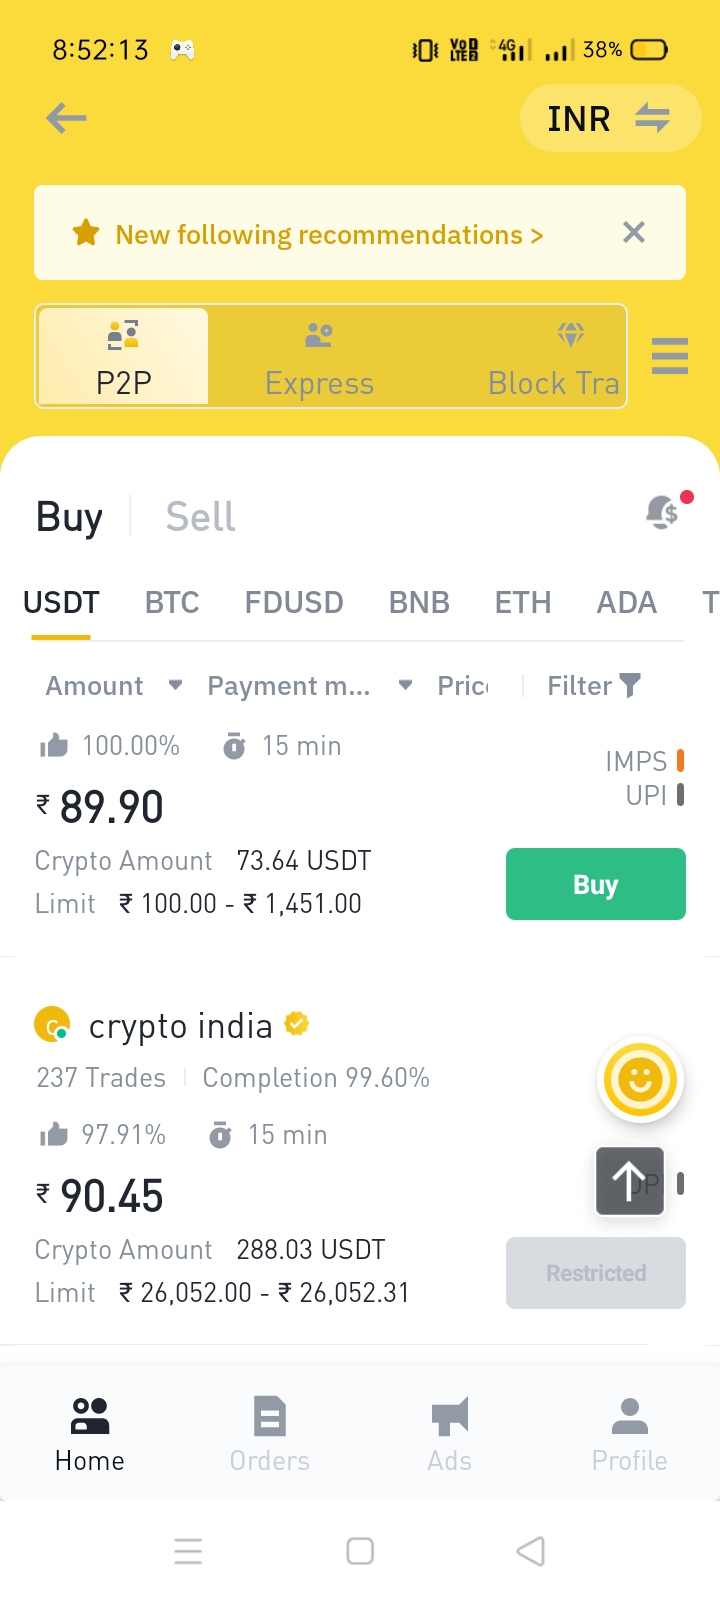 8:52:13 VoD LTE2 4G 38%
INR
New following recommendations >
P2P Express Block Tra
Buy Sell
USDT BTC FDUSD BNB ETH ADA T
Amount Payment m... Pric Filter
100.00% 15 min
IMPS
₹ 89.90
UPI
Crypto Amount 73.64 USDT
Limit ₹ 100.00 - ₹ 1,451.00
Buy
C crypto india
237 Trades Completion 99.60%
97.91% 15 min
₹ 90.45
Crypto Amount 288.03 USDT
Limit ₹ 26,052.00 - ₹ 26,052.31
Restricted
Home Orders Ads Profile